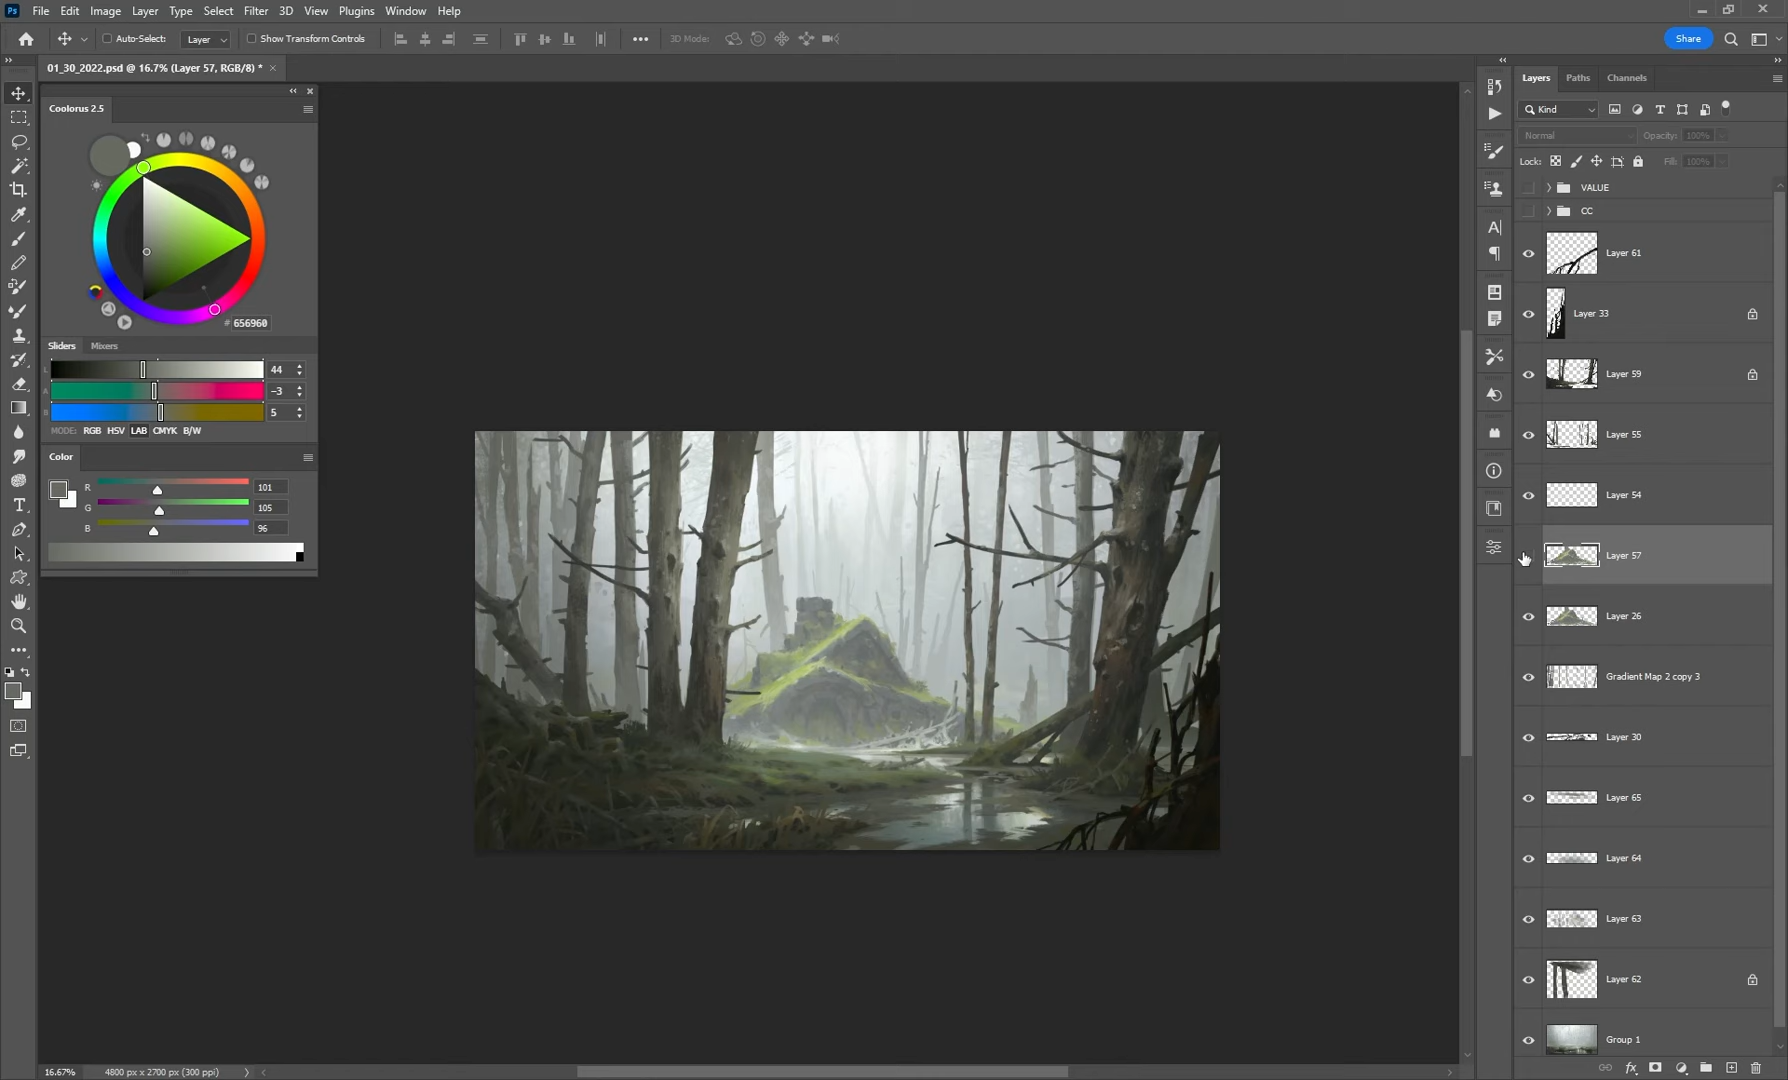 Ps File Edit Image Layer Type Select Filter 3D View Plugins Window Help
Auto-Select: Layer Show Transform Controls 3D Mode: Share
01_30_2022.psd @ 16.7% (Layer 57, RGB/8) *
Coolorus 2.5
# 656960
Sliders Mixers
L 44
A -3
B 5
MODE: RGB HSV LAB CMYK B/W
Color
R 101
G 105
B 96
Layers Paths Channels
Kind
Normal Opacity: 100%
Lock: Fill: 100%
VALUE
CC
Layer 61
Layer 33
Layer 59
Layer 55
Layer 54
Layer 57
Layer 26
Gradient Map 2 copy 3
Layer 30
Layer 65
Layer 64
Layer 63
Layer 62
Group 1
16.67% 4800 px x 2700 px (300 ppi)